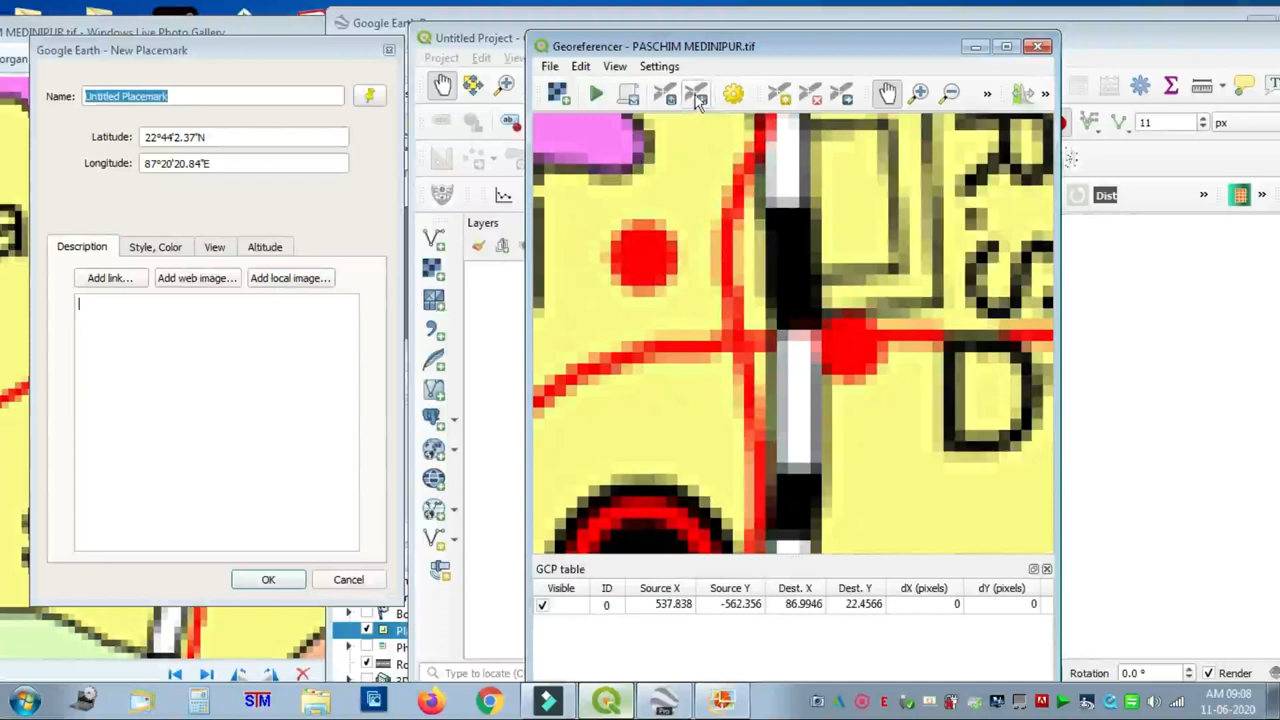 M MEDINIPUR.tif - Windows Live Photo Gallery
Google Earth
Untitled Project -
Google Earth - New Placemark
Georeferencer - PASCHIM MEDINIPUR.tif
organ
Project
Edit
File Edit View Settings
Name: Untitled Placemark
»
»
11
px
Latitude: 22°44'2.37"N
Longitude: 87°20'20.84"E
Dist
»
»
Layers
Description
Style, Color
View
Altitude
Add link...
Add web image...
Add local image...
D
OK
Cancel
GCP table
Visible ID Source X Source Y Dest. X Dest. Y dX (pixels) dY (pixels)
0 537.838 -562.356 86.9946 22.4566 0 0
Type to locate (C
Rotation 0.0 °
Render
STM
Pro
E
AM 09:08
11-06-2020